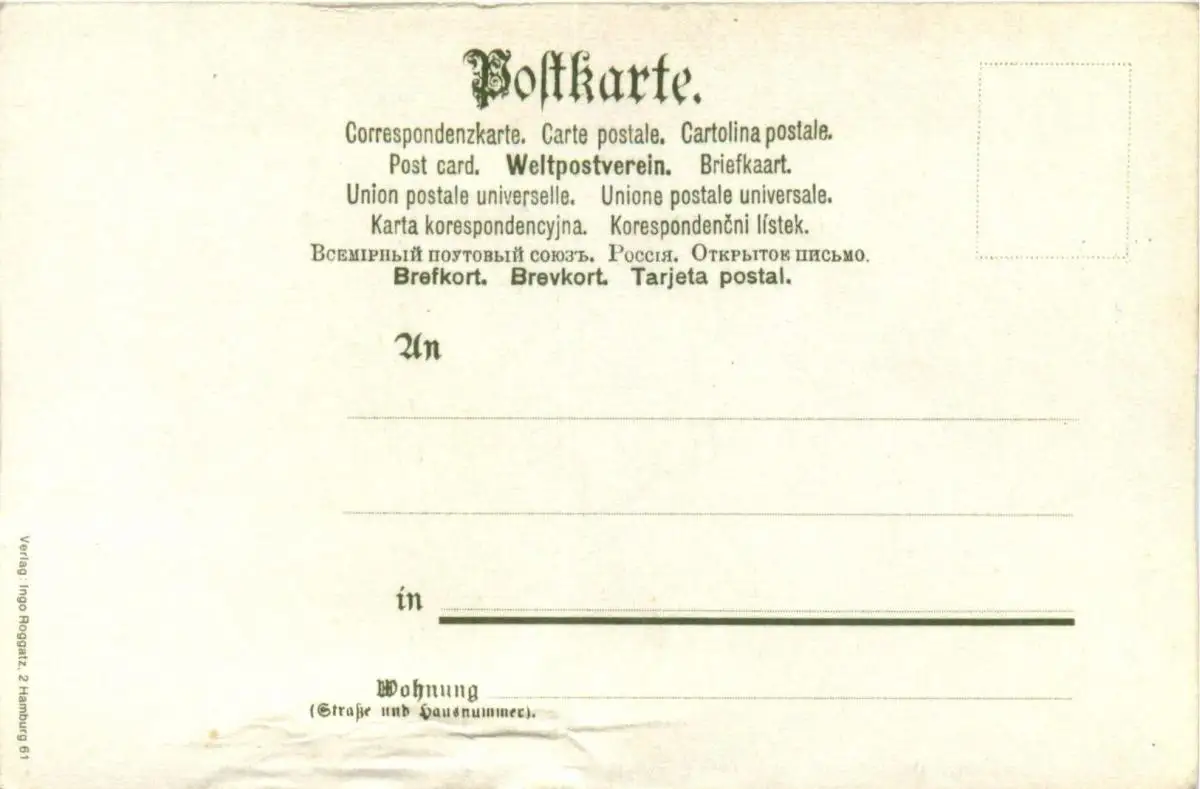 Postkarte.
Correspondenzkarte. Carte postale. Cartolina postale.
Post card. Weltpostverein. Briefkaart.
Union postale universelle. Unione postale universale.
Karta korespondencyjna. Korespondenčni lístek.
Всемірный поутовый союзъ. Россія. Открыток письмо.
Brefkort. Brevkort. Tarjeta postal.
An
in
Wohnung
(Straße und Hausnummer).
Verlag: Ingo Roggatz, 2 Hamburg 61